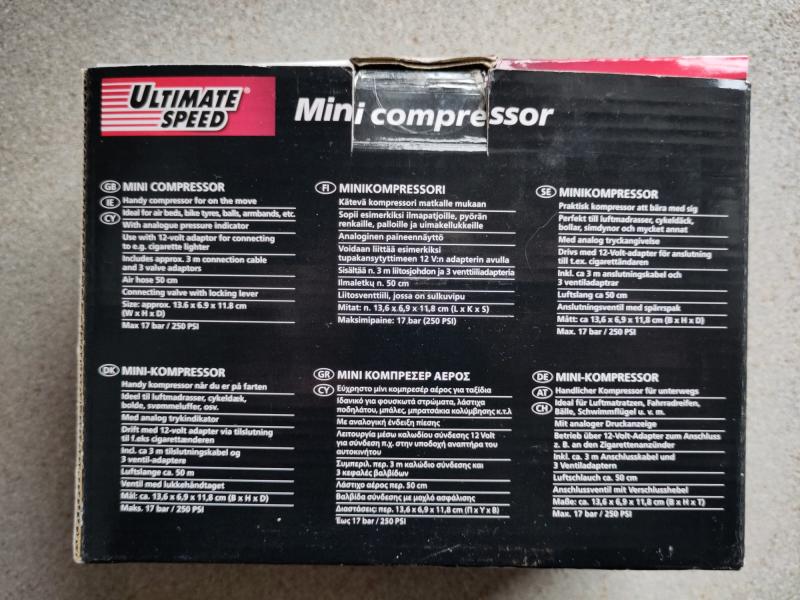 ULTIMATE SPEED®
Mini compressor
GB MINI COMPRESSOR
IE Handy compressor for on the move
CY Ideal for air beds, bike tyres, balls, armbands, etc.
With analogue pressure indicator
Use with 12-volt adaptor for connecting
to e.g. cigarette lighter
Includes approx. 3 m connection cable
and 3 valve adaptors
Air hose 50 cm
Connecting valve with locking lever
Size: approx. 13.6 x 6.9 x 11.8 cm
(W x H x D)
Max 17 bar / 250 PSI
FI MINIKOMPRESSORI
Kätevä kompressori matkalle mukaan
Sopii esimerkiksi ilmapatjoille, pyörän
renkaille, palloille ja uimakellukkeille
Analoginen paineennäyttö
Voidaan liittää esimerkiksi
tupakansytyttimeen 12 V:n adapterin avulla
Sisältää n. 3 m liitosjohdon ja 3 venttiiliadapteria
Ilmaletku n. 50 cm
Liitosventtiili, jossa on sulkuvipu
Mitat: n. 13,6 x 6,9 x 11,8 cm (L x K x S)
Maksimipaine: 17 bar (250 PSI)
SE MINIKOMPRESSOR
Praktisk kompressor att bära med sig
Perfekt till luftmadrasser, cykeldäck,
bollar, simdynor och mycket annat
Med analog tryckangivelse
Drivs med 12-Volt-adapter för anslutning
till t.ex. cigarettändaren
Inkl. ca 3 m anslutningskabel och
3 ventiladaptrar
Luftslang ca 50 cm
Anslutningsventil med spärrspak
Mått: ca 13,6 x 6,9 x 11,8 cm (B x H x D)
Max. 17 bar / 250 PSI
DK MINI-KOMPRESSOR
Handy kompressor når du er på farten
Ideel til luftmadrasser, cykeldæk,
bolde, svømmeluffer, osv.
Med analog trykindikator
Drift med 12-volt adapter via tilslutning
til f.eks cigarettænderen
Incl. ca 3 m tilslutningskabel og
3 ventil-adaptere
Luftslange ca. 50 m
Ventil med lukkehåndtaget
Mål: ca. 13,6 x 6,9 x 11,8 cm (B x H x D)
Maks. 17 bar / 250 PSI
GR MINI ΚΟΜΠΡΕΣΕΡ ΑΕΡΟΣ
CY Εύχρηστο μίνι κομπρεσέρ αέρος για ταξίδια
Ιδανικό για φουσκωτά στρώματα, λάστιχα
ποδηλάτου, μπάλες, μπρατσάκια κολύμβησης κ.τ.λ
Με αναλογική ένδειξη πίεσης
Λειτουργία μέσω καλωδίου σύνδεσης 12 Volt
για σύνδεση π.χ. στην υποδοχή αναπτήρα του
αυτοκινήτου
Συμπεριλ. περ. 3 m καλώδιο σύνδεσης και
3 κεφαλές βαλβίδων
Λάστιχο αέρος περ. 50 cm
Βαλβίδα σύνδεσης με μοχλό ασφάλισης
Διαστάσεις: περ. 13,6 x 6,9 x 11,8 cm (Π x Υ x Β)
Έως 17 bar / 250 PSI
DE MINI-KOMPRESSOR
AT Handlicher Kompressor für unterwegs
CH Ideal für Luftmatratzen, Fahrradreifen,
Bälle, Schwimmflügel u. v. m.
Mit analoger Druckanzeige
Betrieb über 12-Volt-Adapter zum Anschluss
z. B. an den Zigarettenanzünder
Inkl. ca. 3 m Anschlusskabel und
3 Ventiladaptern
Luftschlauch ca. 50 cm
Anschlussventil mit Verschlusshebel
Maße: ca. 13,6 x 6,9 x 11,8 cm (B x H x T)
Max. 17 bar / 250 PSI